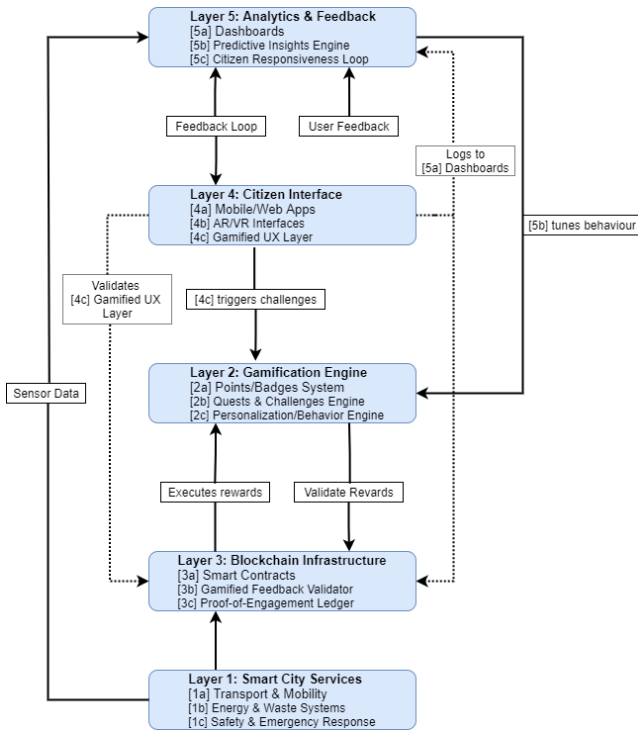 Layer 5: Analytics & Feedback
[5a] Dashboards
[5b] Predictive Insights Engine
[5c] Citizen Responsiveness Loop
Feedback Loop
User Feedback
Logs to
[5a] Dashboards
Layer 4: Citizen Interface
[4a] Mobile/Web Apps
[4b] AR/VR Interfaces
[4c] Gamified UX Layer
[5b] tunes behaviour
Validates
[4c] Gamified UX
Layer
[4c] triggers challenges
Layer 2: Gamification Engine
[2a] Points/Badges System
[2b] Quests & Challenges Engine
[2c] Personalization/Behavior Engine
Sensor Data
Executes rewards
Validate Revards
Layer 3: Blockchain Infrastructure
[3a] Smart Contracts
[3b] Gamified Feedback Validator
[3c] Proof-of-Engagement Ledger
Layer 1: Smart City Services
[1a] Transport & Mobility
[1b] Energy & Waste Systems
[1c] Safety & Emergency Response